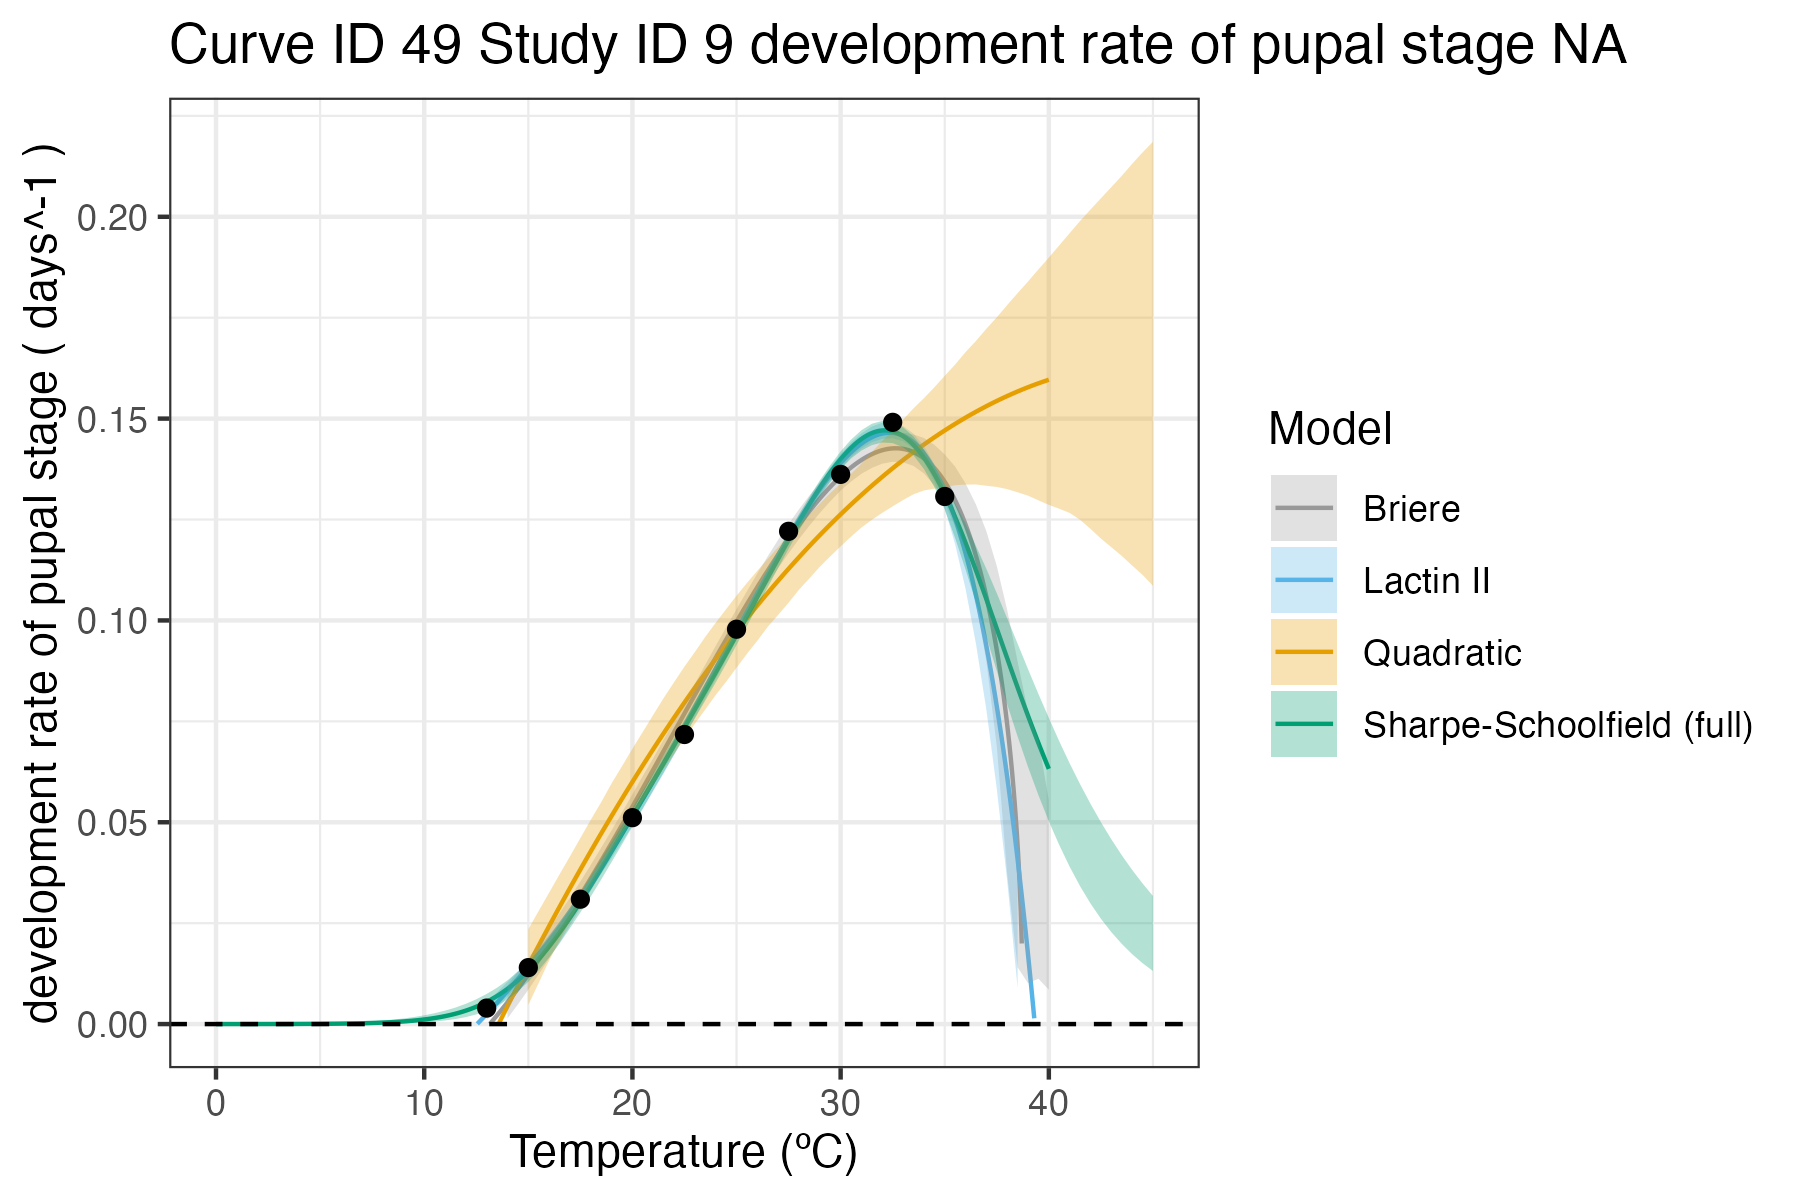 Curve ID 49 Study ID 9 development rate of pupal stage NA
development rate of pupal stage ( days^-1 )
0.20
0.15
0.10
0.05
0.00
0
10
20
30
40
Temperature (ºC)
Model
Briere
Lactin II
Quadratic
Sharpe-Schoolfield (full)